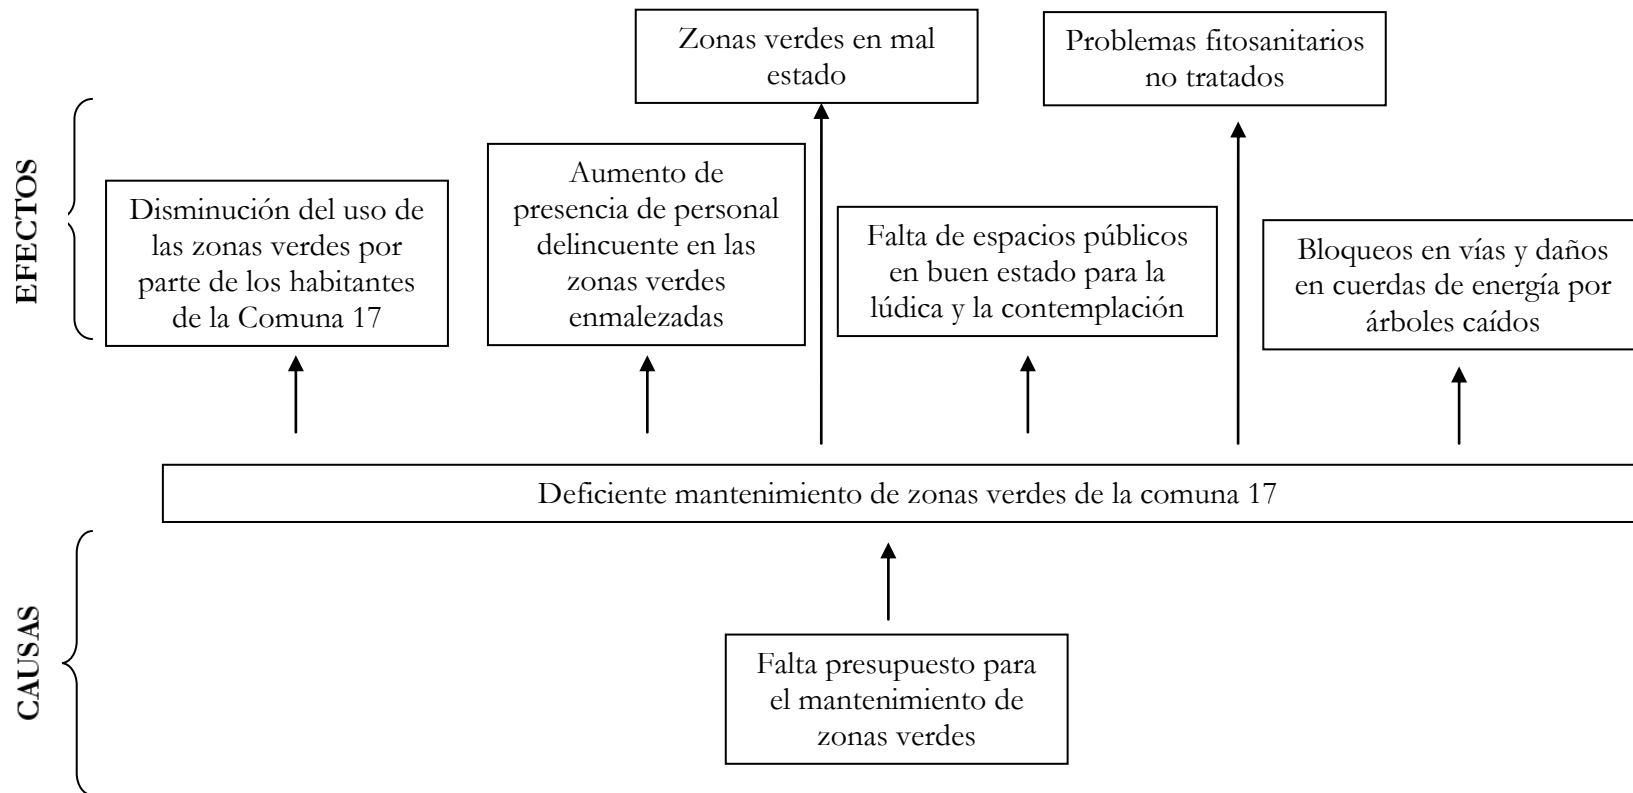 Zonas verdes en mal
estado
Problemas fitosanitarios
no tratados
EFECTOS
Disminución del uso de
las zonas verdes por
parte de los habitantes
de la Comuna 17
Aumento de
presencia de personal
delincuente en las
zonas verdes
enmalezadas
Falta de espacios públicos
en buen estado para la
lúdica y la contemplación
Bloqueos en vías y daños
en cuerdas de energía por
árboles caídos
Deficiente mantenimiento de zonas verdes de la comuna 17
CAUSAS
Falta presupuesto para
el mantenimiento de
zonas verdes